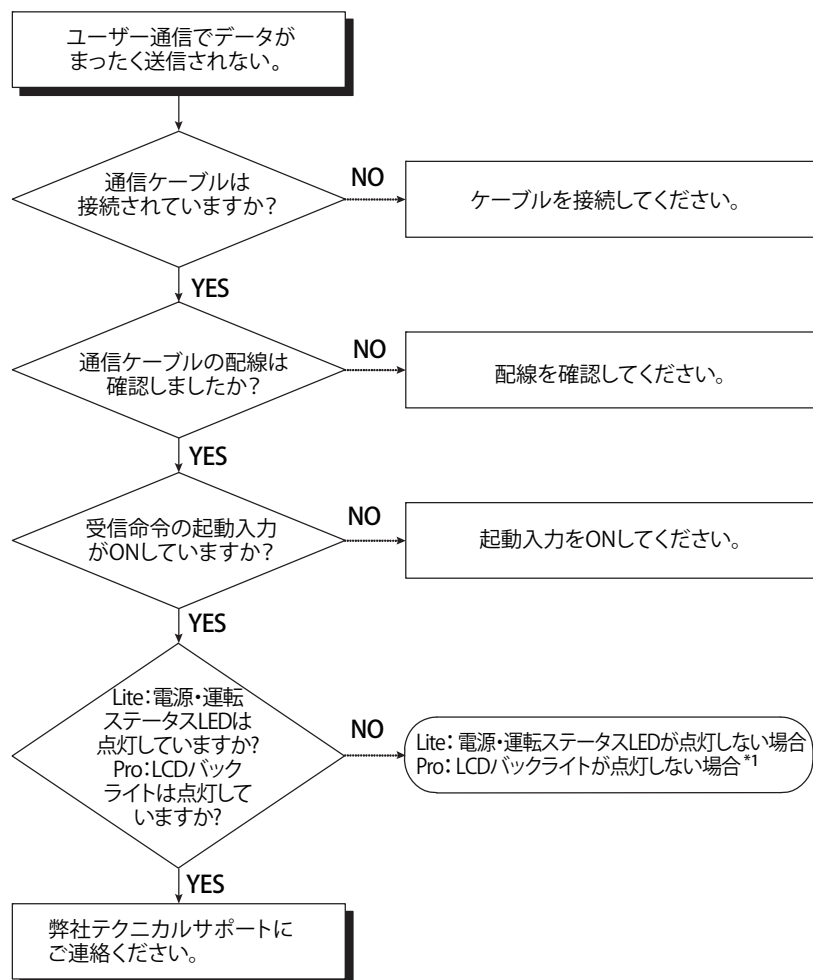 ユーザー通信でデータが
まったく送信されない。
通信ケーブルは
接続されていますか？
NO
ケーブルを接続してください。
YES
通信ケーブルの配線は
確認しましたか？
NO
配線を確認してください。
YES
受信命令の起動入力
がONしていますか？
NO
起動入力をONしてください。
YES
Lite：電源・運転
ステータスLEDは
点灯していますか?
Pro：LCDバック
ライトは点灯して
いますか?
NO
Lite：電源・運転ステータスLEDが点灯しない場合
Pro：LCDバックライトが点灯しない場合 *1
YES
弊社テクニカルサポートに
ご連絡ください。